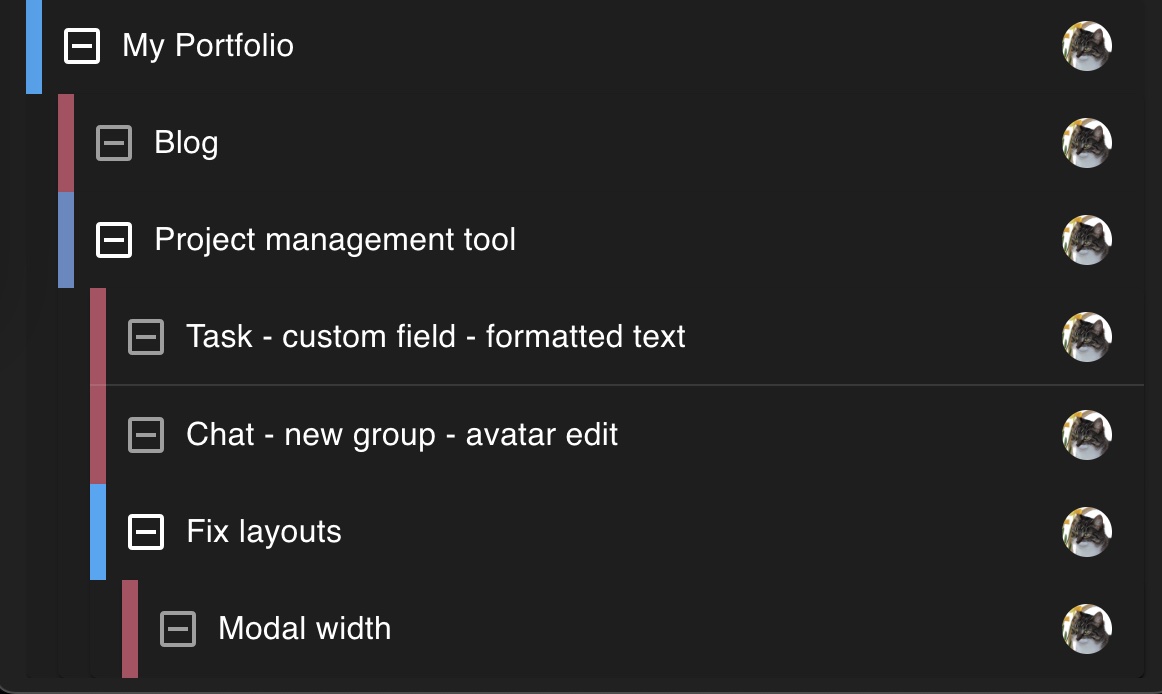 My Portfolio
Blog
Project management tool
Task - custom field - formatted text
Chat - new group - avatar edit
Fix layouts
Modal width